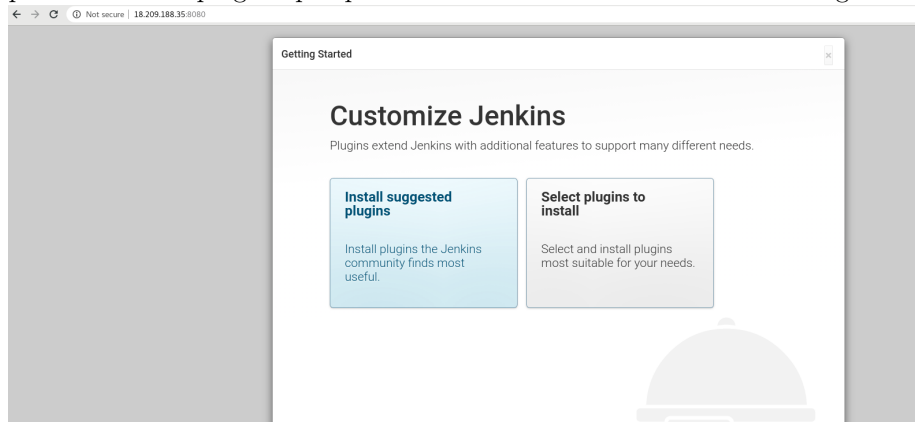 Not secure | 18.209.188.35:8080
Getting Started
×
Customize Jenkins
Plugins extend Jenkins with additional features to support many different needs.
Install suggested
plugins
Install plugins the Jenkins
community finds most
useful.
Select plugins to
install
Select and install plugins
most suitable for your needs.